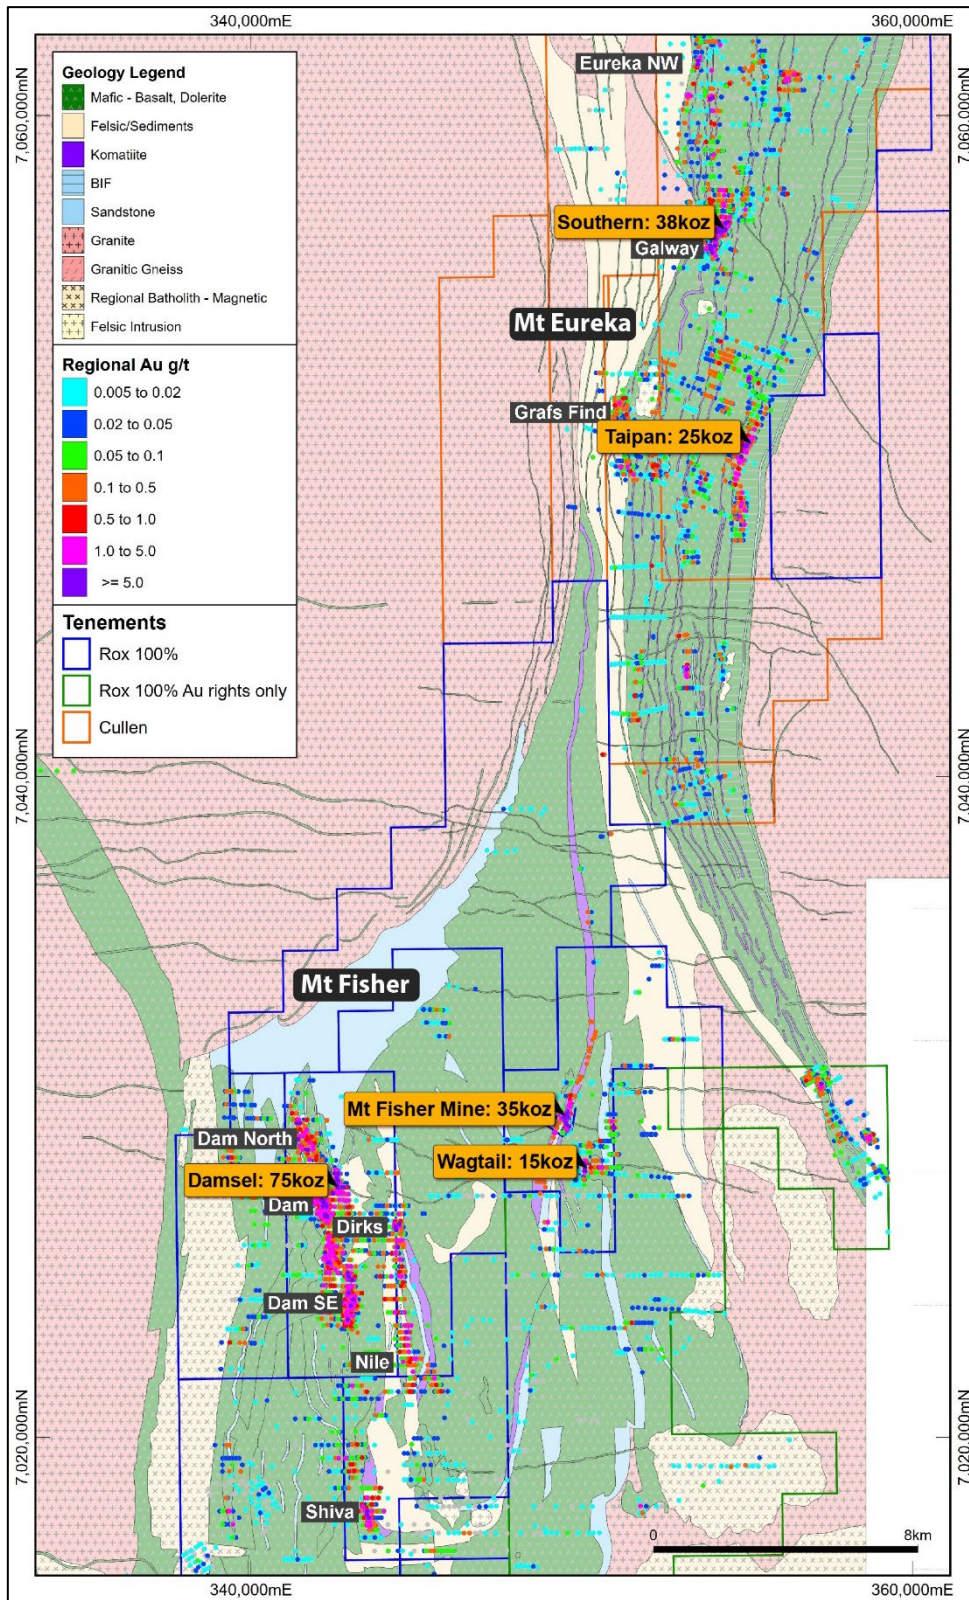 340,000mE
360,000mE
7,060,000mN
7,060,000mN
Geology Legend
Mafic - Basalt, Dolerite
Felsic/Sediments
Komatiite
BIF
Sandstone
Granite
Granitic Gneiss
Regional Batholith - Magnetic
Felsic Intrusion
Regional Au g/t
0.005 to 0.02
0.02 to 0.05
0.05 to 0.1
0.1 to 0.5
0.5 to 1.0
1.0 to 5.0
>= 5.0
Tenements
Rox 100%
Rox 100% Au rights only
Cullen
Eureka NW
Southern: 38koz
Galway
Mt Eureka
Grafs Find
Taipan: 25koz
7,040,000mN
7,040,000mN
Mt Fisher
Mt Fisher Mine: 35koz
Dam North
Wagtail: 15koz
Damsel: 75koz
Dam
Dirks
Dam SE
Nile
7,020,000mN
7,020,000mN
Shiva
0
8km
340,000mE
360,000mE